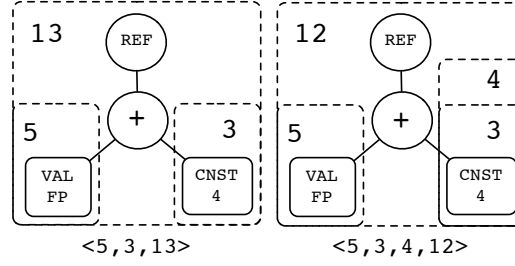 13
REF
+
5
3
VAL
FP
CNST
4
<5,3,13>
12
REF
4
+
5
3
VAL
FP
CNST
4
<5,3,4,12>